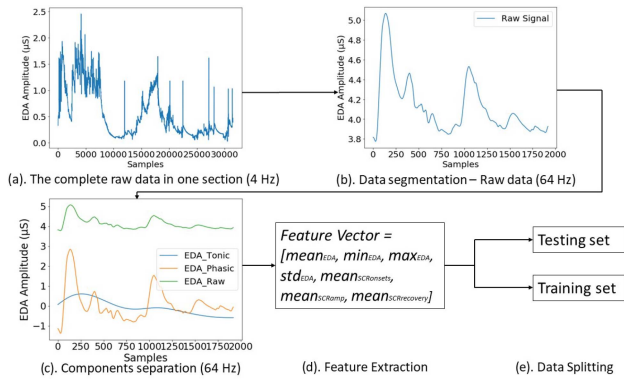 2.5
2.0
1.5
1.0
0.5
0.0
EDA Amplitude (µS)
0 5000 10000 15000 20000 25000 30000
Samples
(a). The complete raw data in one section (4 Hz)
5.0
4.8
4.6
4.4
4.2
4.0
3.8
EDA Amplitude (µS)
Raw Signal
0 250 500 750 1000 1250 1500 1750 2000
Samples
(b). Data segmentation – Raw data (64 Hz)
5
4
3
2
1
0
−1
EDA Amplitude (µS)
EDA_Tonic
EDA_Phasic
EDA_Raw
0 250 500 750 1000 1250 1500 1750 2000
Samples
(c). Components separation (64 Hz)
Feature Vector =
[meanEDA, minEDA, maxEDA,
stdEDA, meanSCRonsets,
meanSCRamp, meanSCRrecovery]
(d). Feature Extraction
Testing set
Training set
(e). Data Splitting